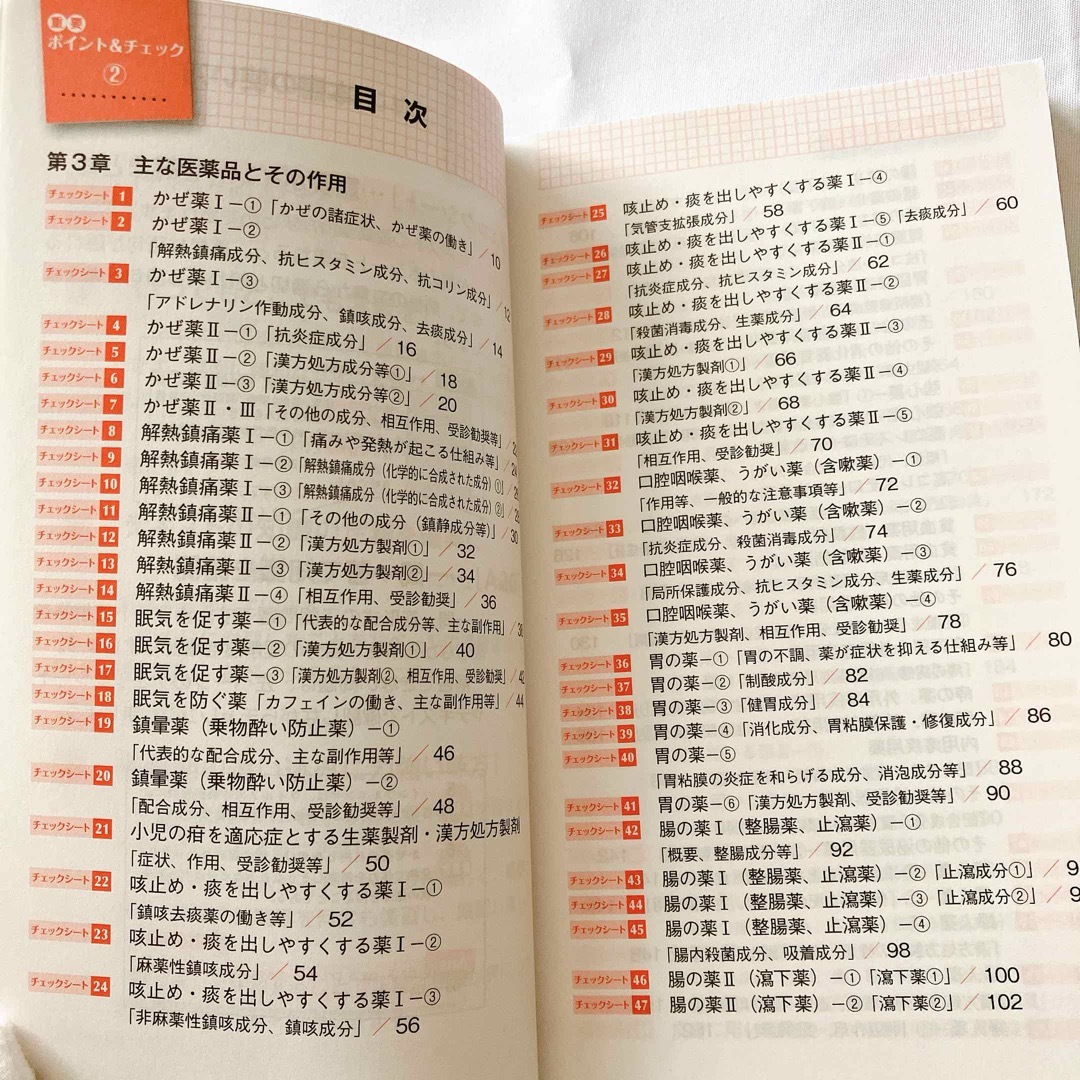 重要
ポイント&チェック
②
目次
第3章 主な医薬品とその作用
チェックシート 1 かぜ薬Ⅰ−①「かぜの諸症状、かぜ薬の働き」/10
チェックシート 2 かぜ薬Ⅰ−②
「解熱鎮痛成分、抗ヒスタミン成分、抗コリン成分」/12
チェックシート 3 かぜ薬Ⅰ−③
「アドレナリン作動成分、鎮咳成分、去痰成分」/14
チェックシート 4 かぜ薬Ⅱ−①「抗炎症成分」/16
チェックシート 5 かぜ薬Ⅱ−②「漢方処方成分等①」/18
チェックシート 6 かぜ薬Ⅱ−③「漢方処方成分等②」/20
チェックシート 7 かぜ薬Ⅱ・Ⅲ「その他の成分、相互作用、受診勧奨等」/
チェックシート 8 解熱鎮痛薬Ⅰ−①「痛みや発熱が起こる仕組み等」/
チェックシート 9 解熱鎮痛薬Ⅰ−②「解熱鎮痛成分(化学的に合成された成分)①」/
チェックシート 10 解熱鎮痛薬Ⅰ−③「解熱鎮痛成分(化学的に合成された成分)②」/
チェックシート 11 解熱鎮痛薬Ⅱ−①「その他の成分(鎮静成分等)」/30
チェックシート 12 解熱鎮痛薬Ⅱ−②「漢方処方製剤①」/32
チェックシート 13 解熱鎮痛薬Ⅱ−③「漢方処方製剤②」/34
チェックシート 14 解熱鎮痛薬Ⅱ−④「相互作用、受診勧奨」/36
チェックシート 15 眠気を促す薬−①「代表的な配合成分等、主な副作用」/
チェックシート 16 眠気を促す薬−②「漢方処方製剤①」/40
チェックシート 17 眠気を促す薬−③「漢方処方製剤②、相互作用、受診勧奨」/42
チェックシート 18 眠気を防ぐ薬「カフェインの働き、主な副作用等」/44
チェックシート 19 鎮暈薬(乗物酔い防止薬)−①
「代表的な配合成分、主な副作用等」/46
チェックシート 20 鎮暈薬(乗物酔い防止薬)−②
「配合成分、相互作用、受診勧奨等」/48
チェックシート 21 小児の疳を適応症とする生薬製剤・漢方処方製剤
「症状、作用、受診勧奨等」/50
チェックシート 22 咳止め・痰を出しやすくする薬Ⅰ−①
「鎮咳去痰薬の働き等」/52
チェックシート 23 咳止め・痰を出しやすくする薬Ⅰ−②
「麻薬性鎮咳成分」/54
チェックシート 24 咳止め・痰を出しやすくする薬Ⅰ−③
「非麻薬性鎮咳成分、鎮咳成分」/56
チェックシート 25 咳止め・痰を出しやすくする薬Ⅰ−④
「気管支拡張成分」/58
チェックシート 26 咳止め・痰を出しやすくする薬Ⅰ−⑤「去痰成分」/60
チェックシート 27 咳止め・痰を出しやすくする薬Ⅱ−①
「抗炎症成分、抗ヒスタミン成分」/62
チェックシート 28 咳止め・痰を出しやすくする薬Ⅱ−②
「殺菌消毒成分、生薬成分」/64
チェックシート 29 咳止め・痰を出しやすくする薬Ⅱ−③
「漢方処方製剤①」/66
チェックシート 30 咳止め・痰を出しやすくする薬Ⅱ−④
「漢方処方製剤②」/68
チェックシート 31 咳止め・痰を出しやすくする薬Ⅱ−⑤
「相互作用、受診勧奨」/70
チェックシート 32 口腔咽喉薬、うがい薬(含嗽薬)−①
「作用等、一般的な注意事項等」/72
チェックシート 33 口腔咽喉薬、うがい薬(含嗽薬)−②
「抗炎症成分、殺菌消毒成分」/74
チェックシート 34 口腔咽喉薬、うがい薬(含嗽薬)−③
「局所保護成分、抗ヒスタミン成分、生薬成分」/76
チェックシート 35 口腔咽喉薬、うがい薬(含嗽薬)−④
「漢方処方製剤、相互作用、受診勧奨」/78
チェックシート 36 胃の薬−①「胃の不調、薬が症状を抑える仕組み等」/80
チェックシート 37 胃の薬−②「制酸成分」/82
チェックシート 38 胃の薬−③「健胃成分」/84
チェックシート 39 胃の薬−④「消化成分、胃粘膜保護・修復成分」/86
チェックシート 40 胃の薬−⑤
「胃粘膜の炎症を和らげる成分、消泡成分等」/88
チェックシート 41 胃の薬−⑥「漢方処方製剤、受診勧奨等」/90
チェックシート 42 腸の薬Ⅰ(整腸薬、止瀉薬)−①
「概要、整腸成分等」/92
チェックシート 43 腸の薬Ⅰ(整腸薬、止瀉薬)−②「止瀉成分①」/9
チェックシート 44 腸の薬Ⅰ(整腸薬、止瀉薬)−③「止瀉成分②」/9
チェックシート 45 腸の薬Ⅰ(整腸薬、止瀉薬)−④
「腸内殺菌成分、吸着成分」/98
チェックシート 46 腸の薬Ⅱ(瀉下薬)−①「瀉下薬①」/100
チェックシート 47 腸の薬Ⅱ(瀉下薬)−②「瀉下薬②」/102